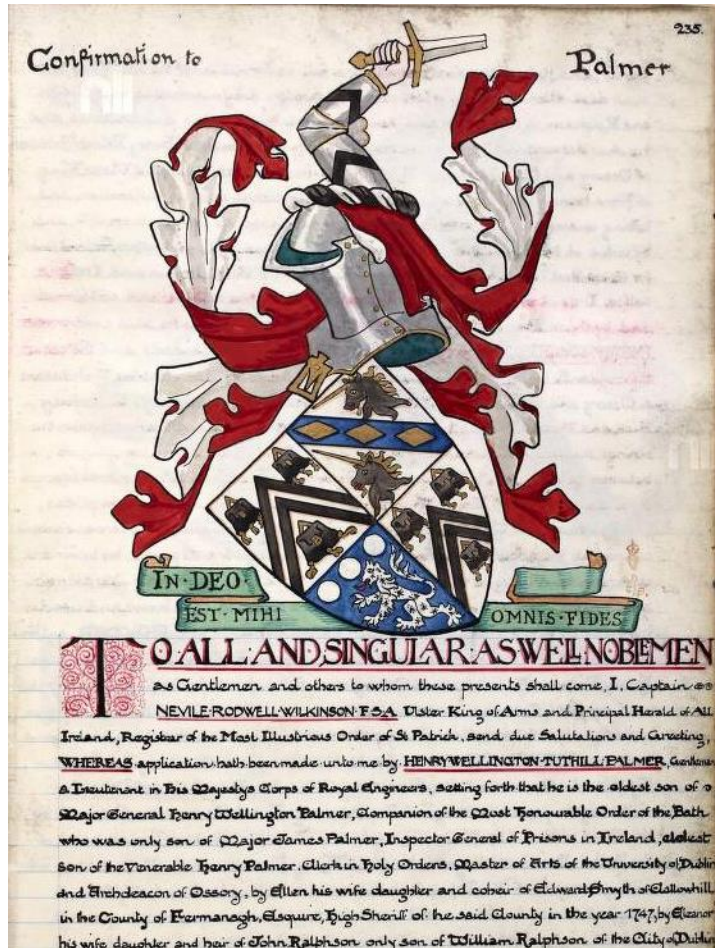 235.
Confirmation to Palmer
IN·DEO·
EST·MIHI OMNIS·FIDES
TO·ALL·AND·SINGULAR·AS·WELL·NOBLEMEN
as Gentlemen and others to whom these presents shall come, I, Captain
NEVILE·RODWELL·WILKINSON·F·S·A· Ulster King of Arms and Principal Herald of All
Ireland, Registrar of the Most Illustrious Order of St Patrick, send due Salutations and Greeting,
WHEREAS application hath been made unto me by HENRY WELLINGTON·TUTHILL·PALMER, Gentleman
a Lieutenant in His Majestys Corps of Royal Engineers, setting forth that he is the eldest son of
Major General Henry Wellington Palmer, Companion of the Most Honourable Order of the Bath
who was only son of Major James Palmer, Inspector General of Prisons in Ireland, eldest
son of the Venerable Henry Palmer, Clerk in Holy Orders, Master of Arts of the University of Dublin
and Archdeacon of Ossory, by Ellen his wife daughter and coheir of Edward Smyth of Callowhill
in the County of Fermanagh, Esquire, High Sheriff of the said County in the year 1747, by Eleanor
his wife daughter and heir of John Ralphson only son of William Ralphson of the City of Dublin